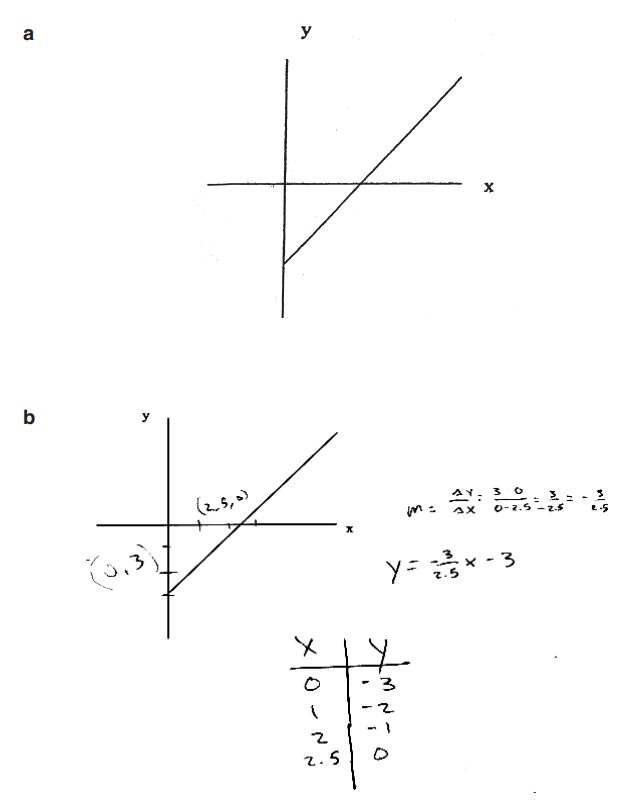 a
y
x
b
y
(2.5,0)
x
(0,3)
m = ΔY/ΔX = 3 0/0-2.5 = 3/-2.5 = - 3/2.5
y = -3/2.5 x - 3
X Y
0 -3
1 -2
2 -1
2.5 0